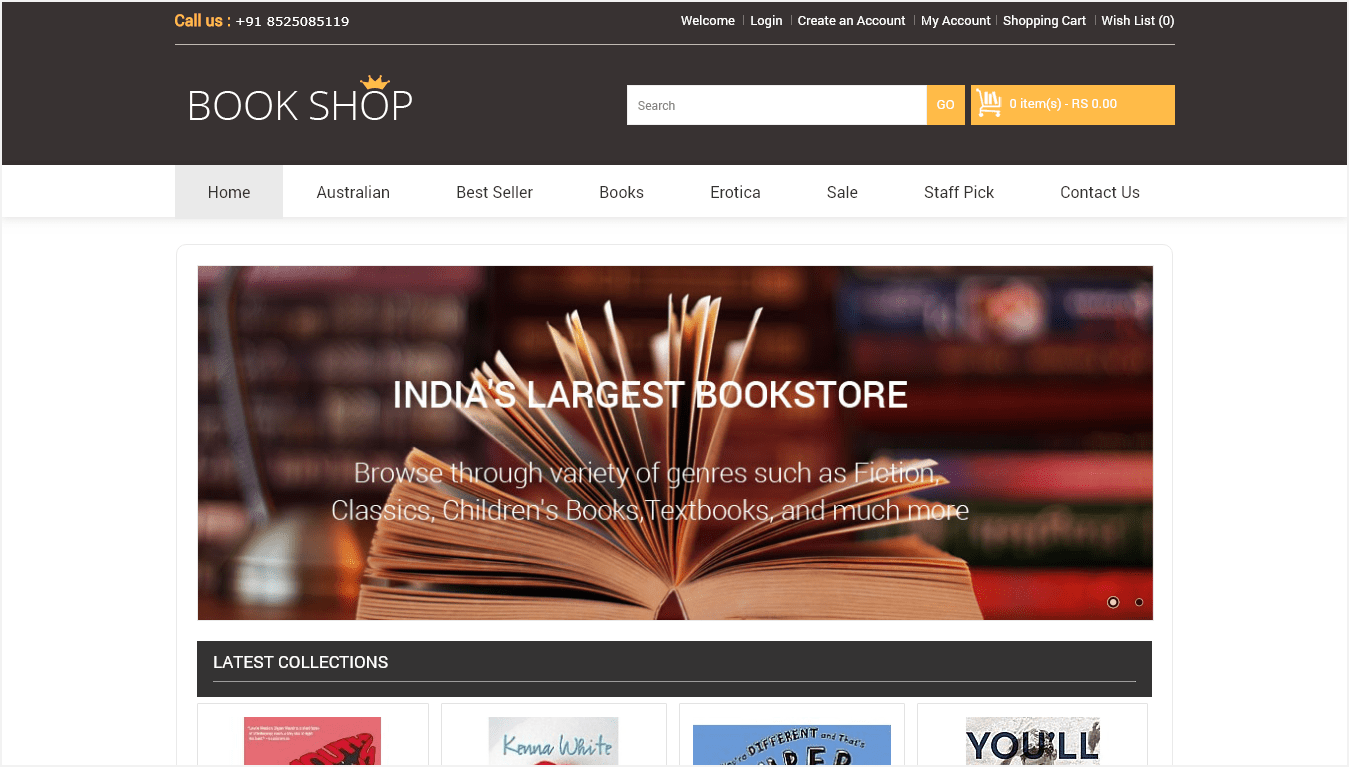 Call us : +91 8525085119
Welcome Login Create an Account My Account Shopping Cart Wish List (0)
BOOK SHOP
Search GO 0 item(s) - RS 0.00
Home Australian Best Seller Books Erotica Sale Staff Pick Contact Us
INDIA'S LARGEST BOOKSTORE
Browse through variety of genres such as Fiction,
Classics, Children's Books,Textbooks, and much more
LATEST COLLECTIONS
Kenna White
DIFFERENT and That's
YOU'LL